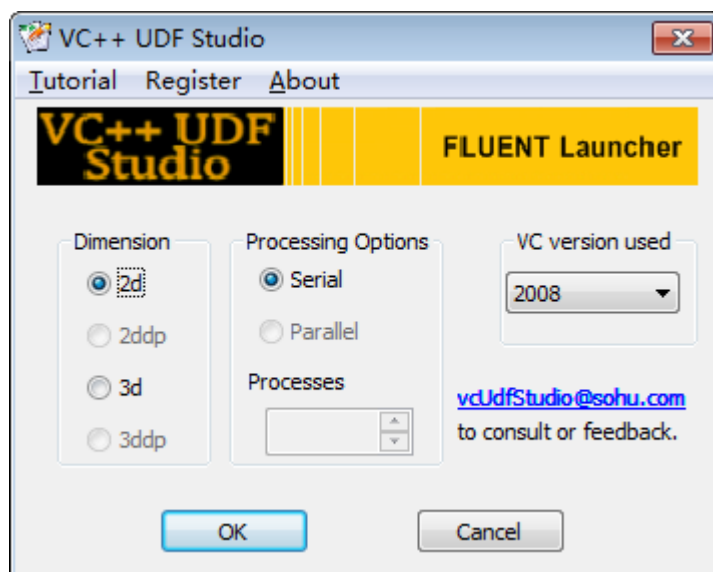 VC++ UDF Studio
Tutorial Register About
VC++ UDF
Studio
FLUENT Launcher
Dimension
2d
2ddp
3d
3ddp
Processing Options
Serial
Parallel
Processes
VC version used
2008
vcUdfStudio@sohu.com
to consult or feedback.
OK
Cancel